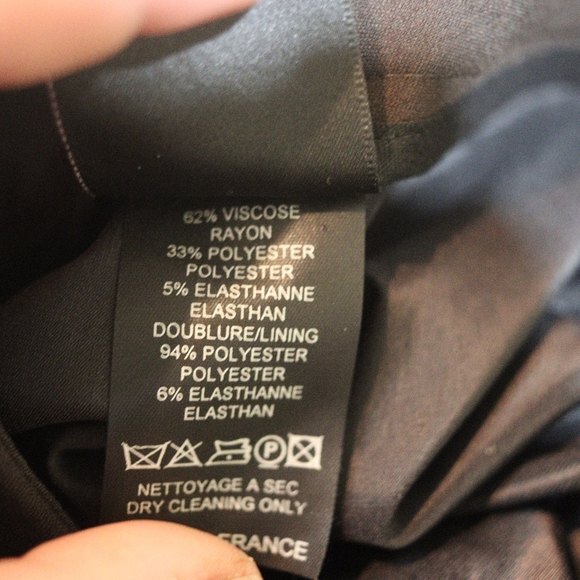 62% VISCOSE
RAYON
33% POLYESTER
POLYESTER
5% ELASTHANNE
ELASTHAN
DOUBLURE/LINING
94% POLYESTER
POLYESTER
6% ELASTHANNE
ELASTHAN
P
NETTOYAGE A SEC
DRY CLEANING ONLY
FRANCE